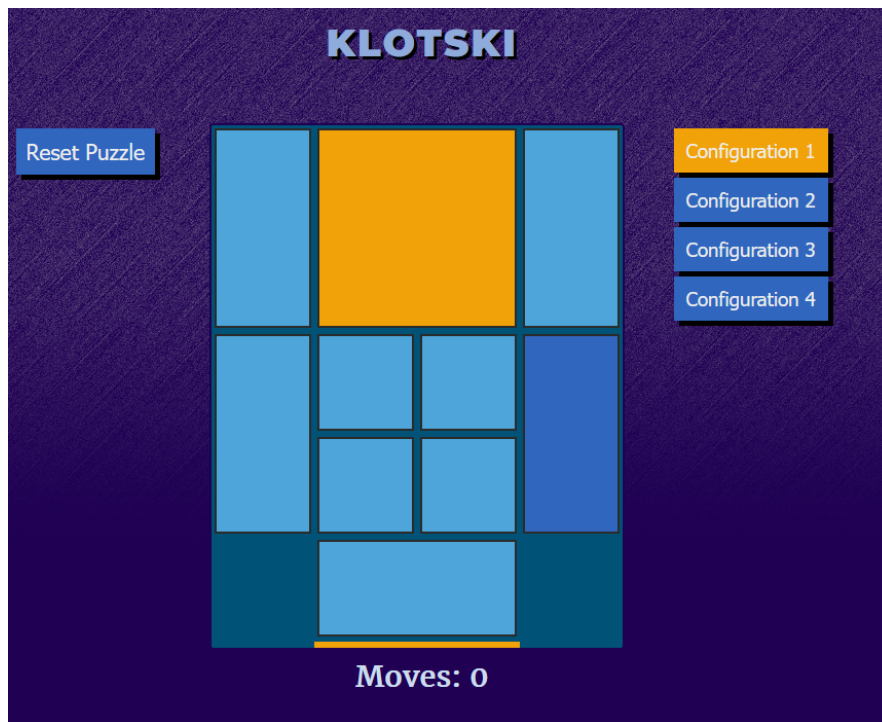 KLOTSKI
Reset Puzzle
Configuration 1
Configuration 2
Configuration 3
Configuration 4
Moves: 0